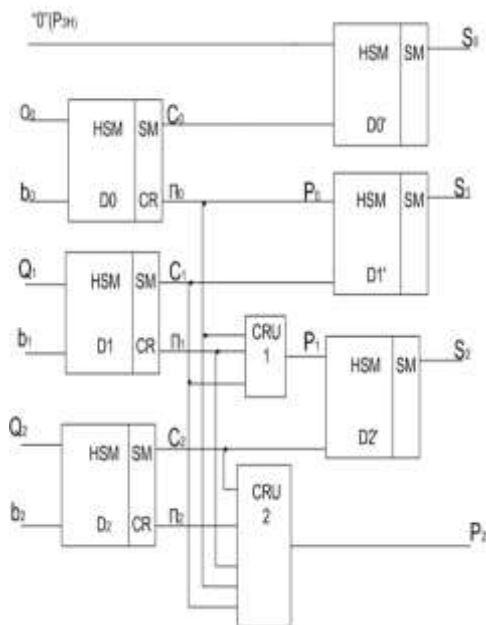 "0"(P3H)
HSM SM S0
D0'
Q0 HSM SM C0
b0 D0 CR П0
P0 HSM SM S1
D1'
Q1 HSM SM C1
b1 D1 CR П1
CRU
1
P1 HSM SM S2
D2'
Q2 HSM SM C2
b2 D2 CR П2
CRU
2
P2